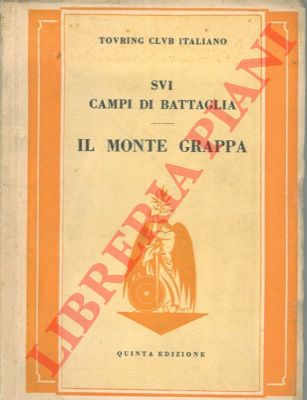 TOVRING CLVB ITALIANO
SVI
CAMPI DI BATTAGLIA
IL MONTE GRAPPA
QUINTA EDIZIONE
LIBRERIA PIANI